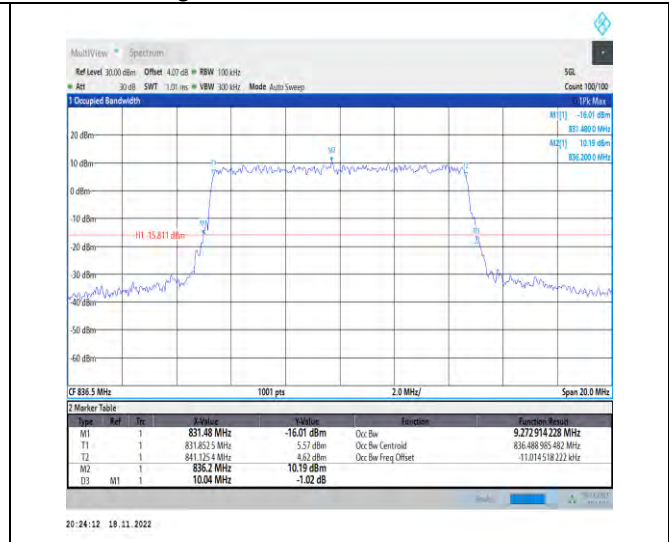 MultiView Spectrum
Ref Level 30.00 dBm Offset 4.07 dB RBW 100 kHz SGL
Att 30 dB SWT 1.01 ms VBW 300 kHz Mode Auto Sweep Count 100/100
1 Occupied Bandwidth 1Pk Max
M1[1] -16.01 dBm
831.480 0 MHz
20 dBm
M2[1] 10.19 dBm
836.200 0 MHz
M2
10 dBm
T1
0 dBm
-10 dBm
M1
H1 -15.811 dBm
-20 dBm
-30 dBm
-40 dBm
-50 dBm
-60 dBm
CF 836.5 MHz 1001 pts 2.0 MHz/ Span 20.0 MHz
2 Marker Table
Type Ref Trc X-Value Y-Value Function Function Result
M1 1 831.48 MHz -16.01 dBm Occ Bw 9.272 914 228 MHz
T1 1 831.852 5 MHz 5.57 dBm Occ Bw Centroid 836.488 985 482 MHz
T2 1 841.125 4 MHz 4.62 dBm Occ Bw Freq Offset -11.014 518 222 kHz
M2 1 836.2 MHz 10.19 dBm
D3 M1 1 10.04 MHz -1.02 dB
20:24:12 18.11.2022